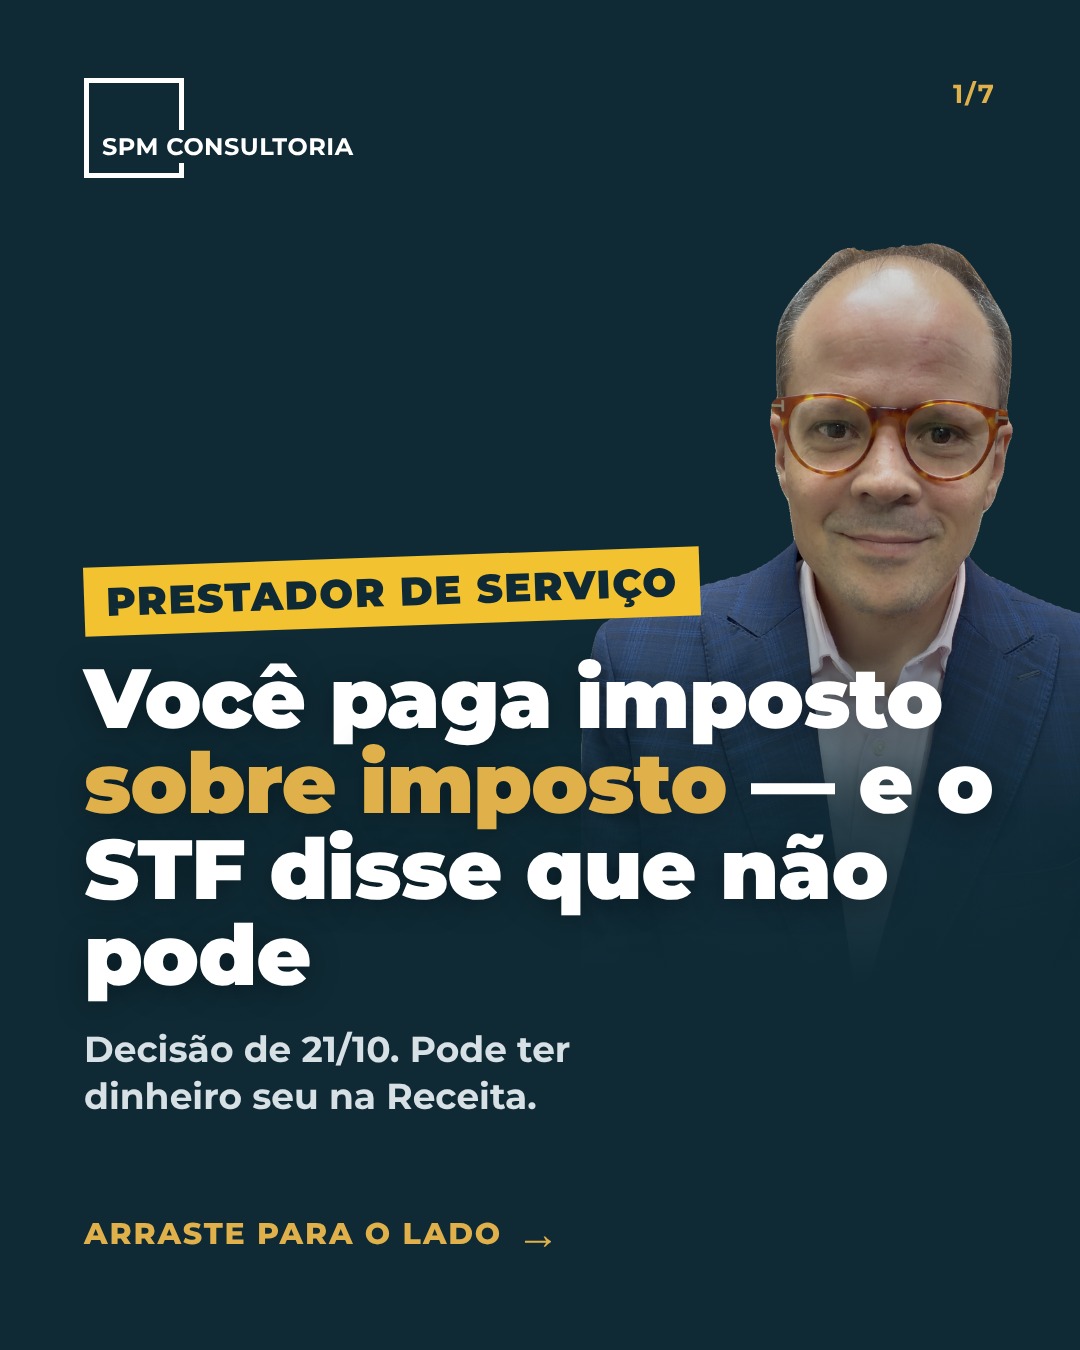 SPM CONSULTORIA
1/7
PRESTADOR DE SERVIÇO
Você paga imposto
sobre imposto — e o
STF disse que não
pode
Decisão de 21/10. Pode ter
dinheiro seu na Receita.
ARRASTE PARA O LADO →